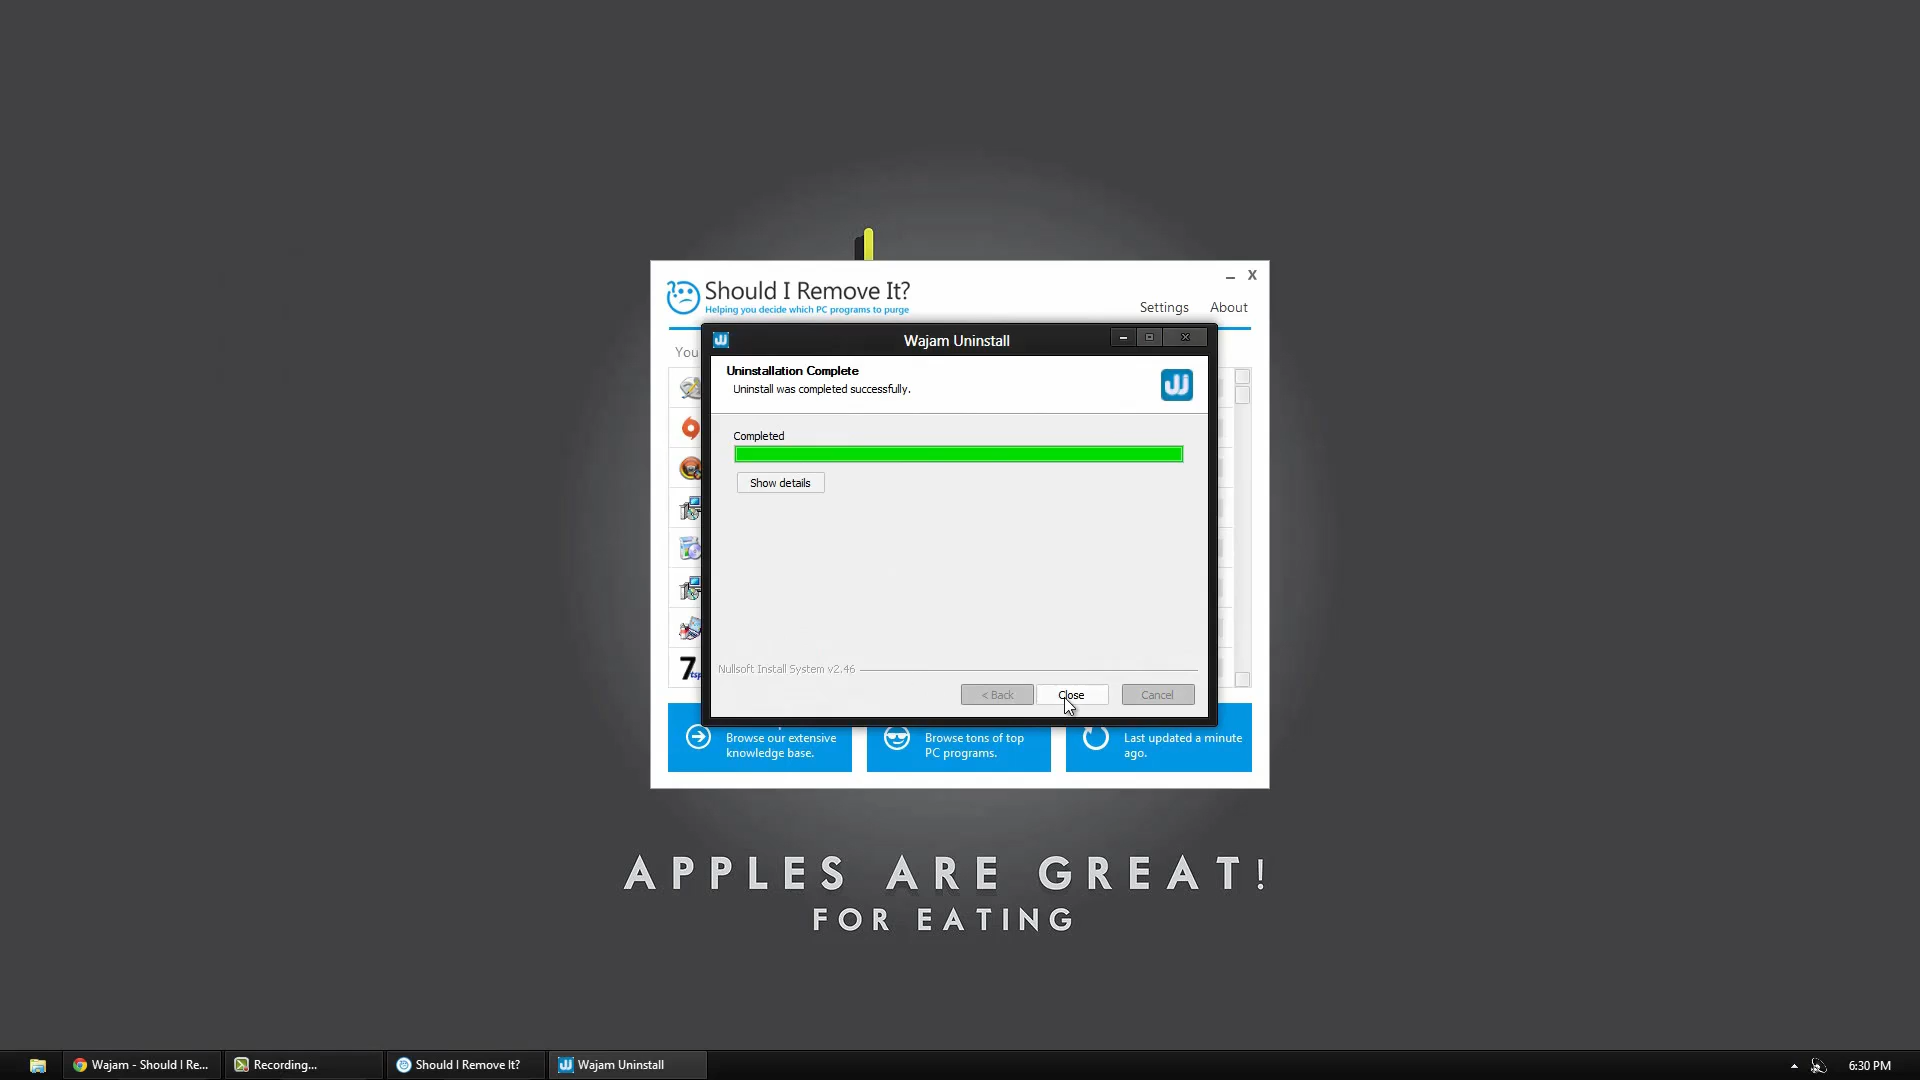 Should I Remove It?
Helping you decide which PC programs to purge
Settings About
You
Wajam Uninstall
Uninstallation Complete
Uninstall was completed successfully.
Completed
Show details
Nullsoft Install System v2.46
< Back Close Cancel
7tsp
Browse our extensive
knowledge base.
Browse tons of top
PC programs.
Last updated a minute
ago.
APPLES ARE GREAT!
FOR EATING
Wajam - Should I Re... Recording... Should I Remove It? Wajam Uninstall 6:30 PM